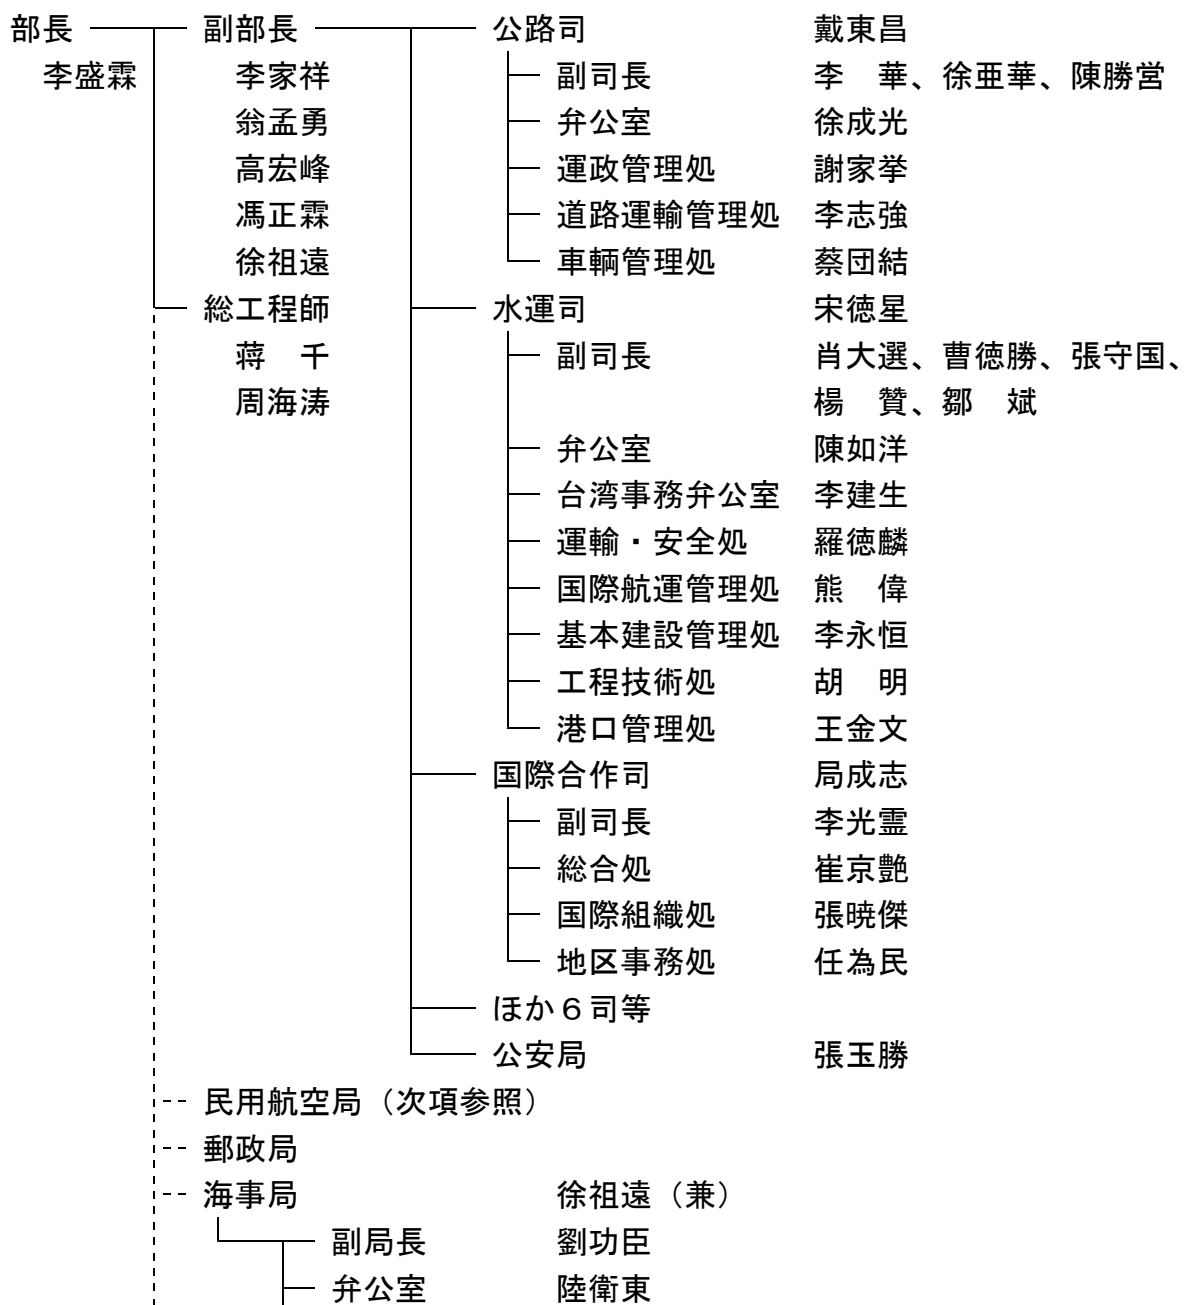 部長 副部長 公路司 戴東昌
李盛霖 李家祥 副司長 李　華、徐亜華、陳勝営
翁孟勇 弁公室 徐成光
高宏峰 運政管理処 謝家挙
馮正霖 道路運輸管理処 李志強
徐祖遠 車輌管理処 蔡団結
総工程師 水運司 宋徳星
蒋　千 副司長 肖大選、曹徳勝、張守国、
周海涛 楊　贊、鄒　斌
弁公室 陳如洋
台湾事務弁公室 李建生
運輸・安全処 羅徳麟
国際航運管理処 熊　偉
基本建設管理処 李永恒
工程技術処 胡　明
港口管理処 王金文
国際合作司 局成志
副司長 李光霊
総合処 崔京艶
国際組織処 張暁傑
地区事務処 任為民
ほか６司等
公安局 張玉勝
民用航空局（次項参照）
郵政局
海事局 徐祖遠（兼）
副局長 劉功臣
弁公室 陸衛東